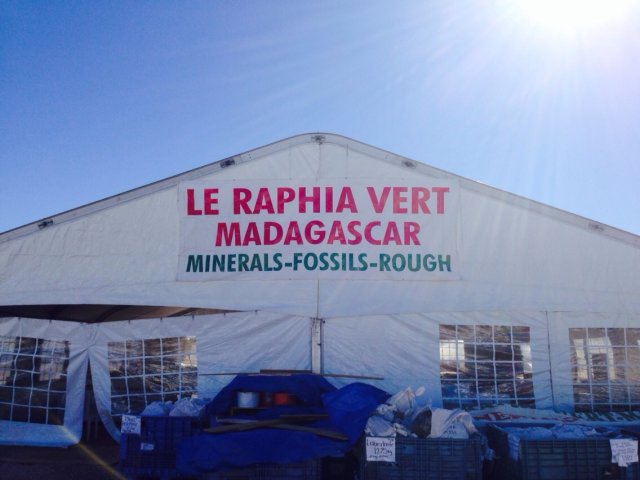 LE RAPHIA VERT
MADAGASCAR
MINERALS-FOSSILS-ROUGH